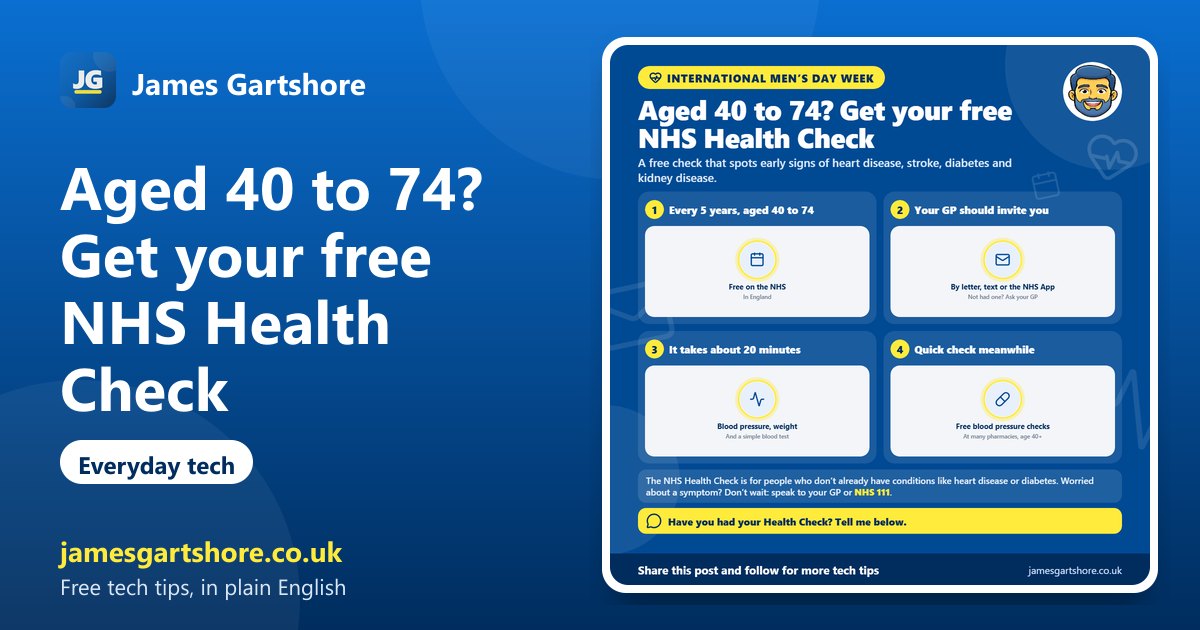 JG
James Gartshore
Aged 40 to 74?
Get your free
NHS Health
Check
Everyday tech
jamesgartshore.co.uk
Free tech tips, in plain English
INTERNATIONAL MEN’S DAY WEEK
Aged 40 to 74? Get your free
NHS Health Check
A free check that spots early signs of heart disease, stroke, diabetes and
kidney disease.
1 Every 5 years, aged 40 to 74
Free on the NHS
In England
2 Your GP should invite you
By letter, text or the NHS App
Not had one? Ask your GP
3 It takes about 20 minutes
Blood pressure, weight
And a simple blood test
4 Quick check meanwhile
Free blood pressure checks
At many pharmacies, age 40+
The NHS Health Check is for people who don’t already have conditions like heart disease or diabetes. Worried
about a symptom? Don’t wait: speak to your GP or NHS 111.
Have you had your Health Check? Tell me below.
Share this post and follow for more tech tips
jamesgartshore.co.uk